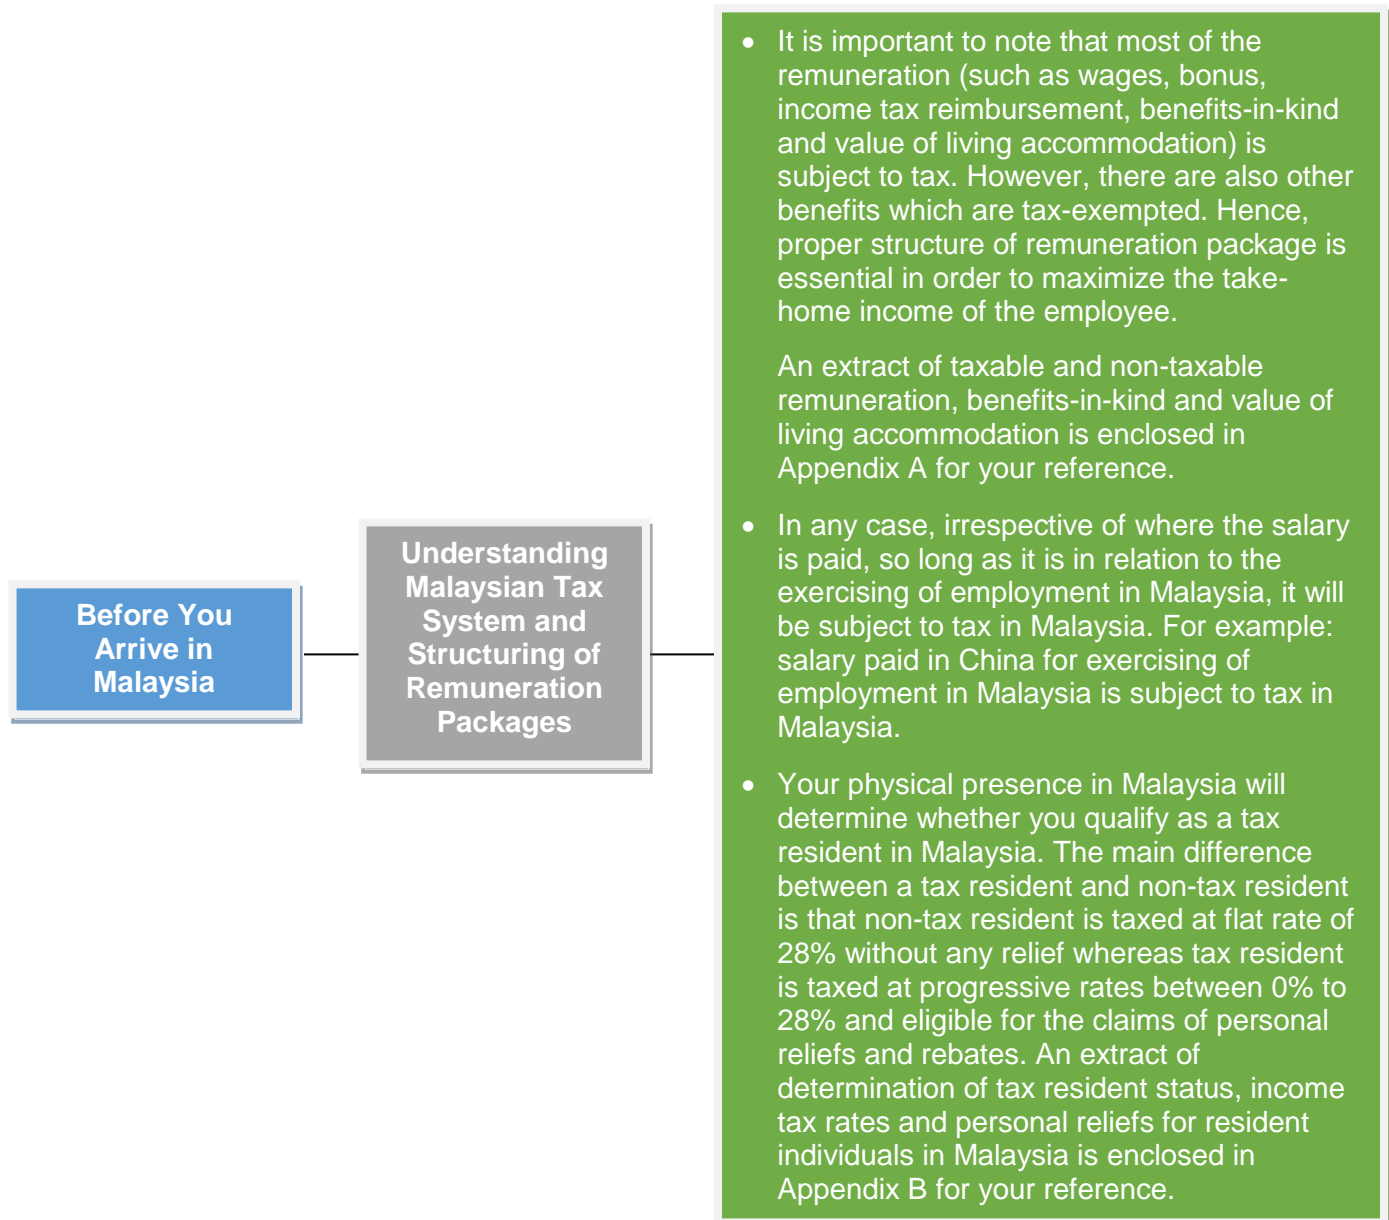 Before You
Arrive in
Malaysia
Understanding
Malaysian Tax
System and
Structuring of
Remuneration
Packages
• It is important to note that most of the
remuneration (such as wages, bonus,
income tax reimbursement, benefits-in-kind
and value of living accommodation) is
subject to tax. However, there are also other
benefits which are tax-exempted. Hence,
proper structure of remuneration package is
essential in order to maximize the take-
home income of the employee.
An extract of taxable and non-taxable
remuneration, benefits-in-kind and value of
living accommodation is enclosed in
Appendix A for your reference.
• In any case, irrespective of where the salary
is paid, so long as it is in relation to the
exercising of employment in Malaysia, it will
be subject to tax in Malaysia. For example:
salary paid in China for exercising of
employment in Malaysia is subject to tax in
Malaysia.
• Your physical presence in Malaysia will
determine whether you qualify as a tax
resident in Malaysia. The main difference
between a tax resident and non-tax resident
is that non-tax resident is taxed at flat rate of
28% without any relief whereas tax resident
is taxed at progressive rates between 0% to
28% and eligible for the claims of personal
reliefs and rebates. An extract of
determination of tax resident status, income
tax rates and personal reliefs for resident
individuals in Malaysia is enclosed in
Appendix B for your reference.